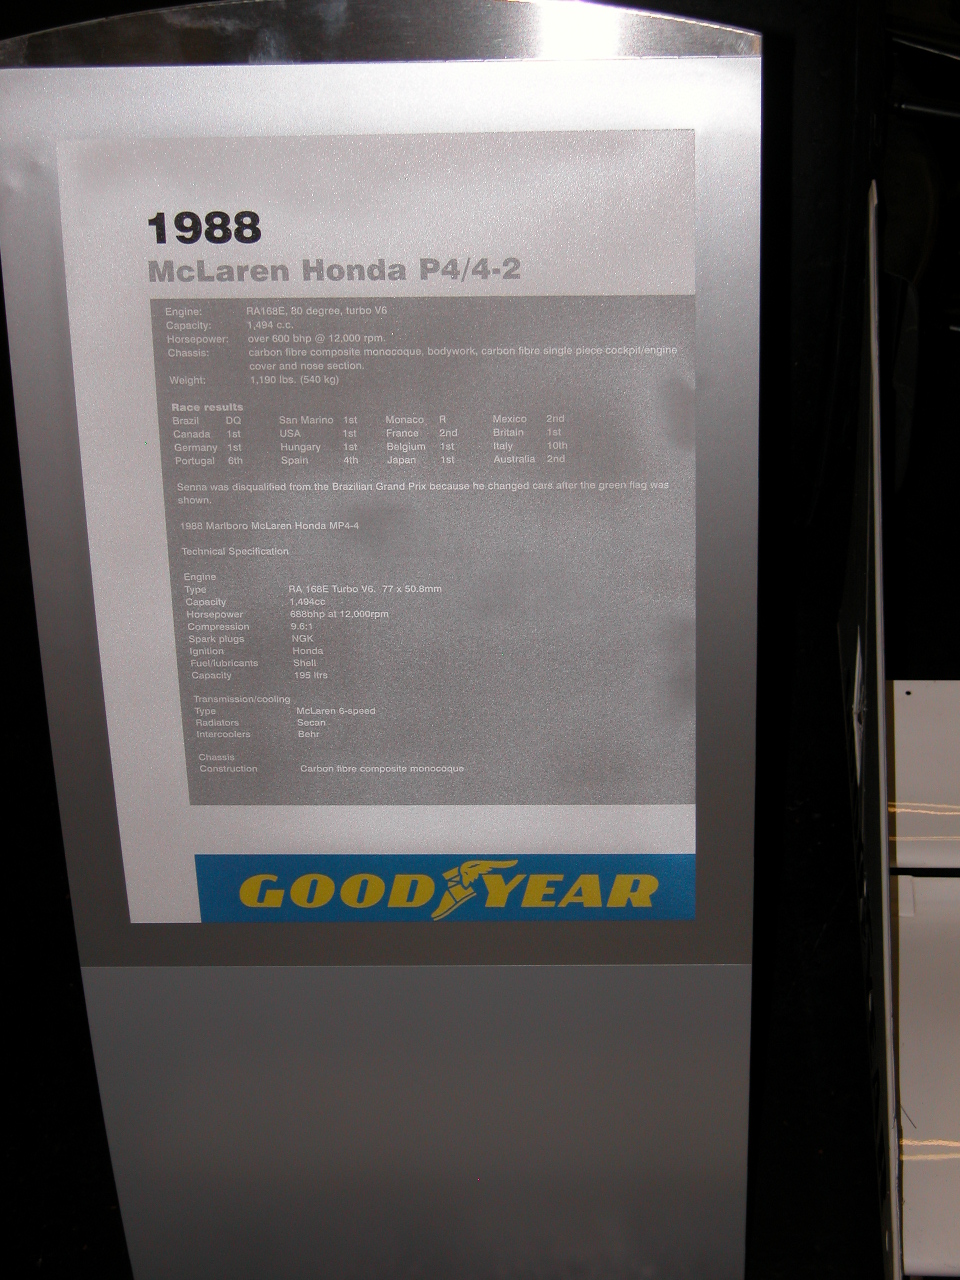 1988
McLaren Honda P4/4-2
Engine: RA168E, 80 degree, turbo V6
Capacity: 1,494 c.c.
Horsepower: over 600 bhp @ 12,000 rpm.
Chassis: carbon fibre composite monocoque, bodywork, carbon fibre single piece cockpit/engine
cover and nose section.
Weight: 1,190 lbs. (540 kg)
Race results
Brazil DQ San Marino 1st Monaco R Mexico 2nd
Canada 1st USA 1st France 2nd Britain 1st
Germany 1st Hungary 1st Belgium 1st Italy 10th
Portugal 6th Spain 4th Japan 1st Australia 2nd
Senna was disqualified from the Brazilian Grand Prix because he changed cars after the green flag was
shown.
1988 Marlboro McLaren Honda MP4-4
Technical Specification
Engine
Type RA 168E Turbo V6. 77 x 50.8mm
Capacity 1,494cc
Horsepower 688bhp at 12,000rpm
Compression 9.6:1
Spark plugs NGK
Ignition Honda
Fuel/lubricants Shell
Capacity 195 ltrs
Transmission/cooling
Type McLaren 6-speed
Radiators Secan
Intercoolers Behr
Chassis
Construction Carbon fibre composite monocoque
GOODYEAR